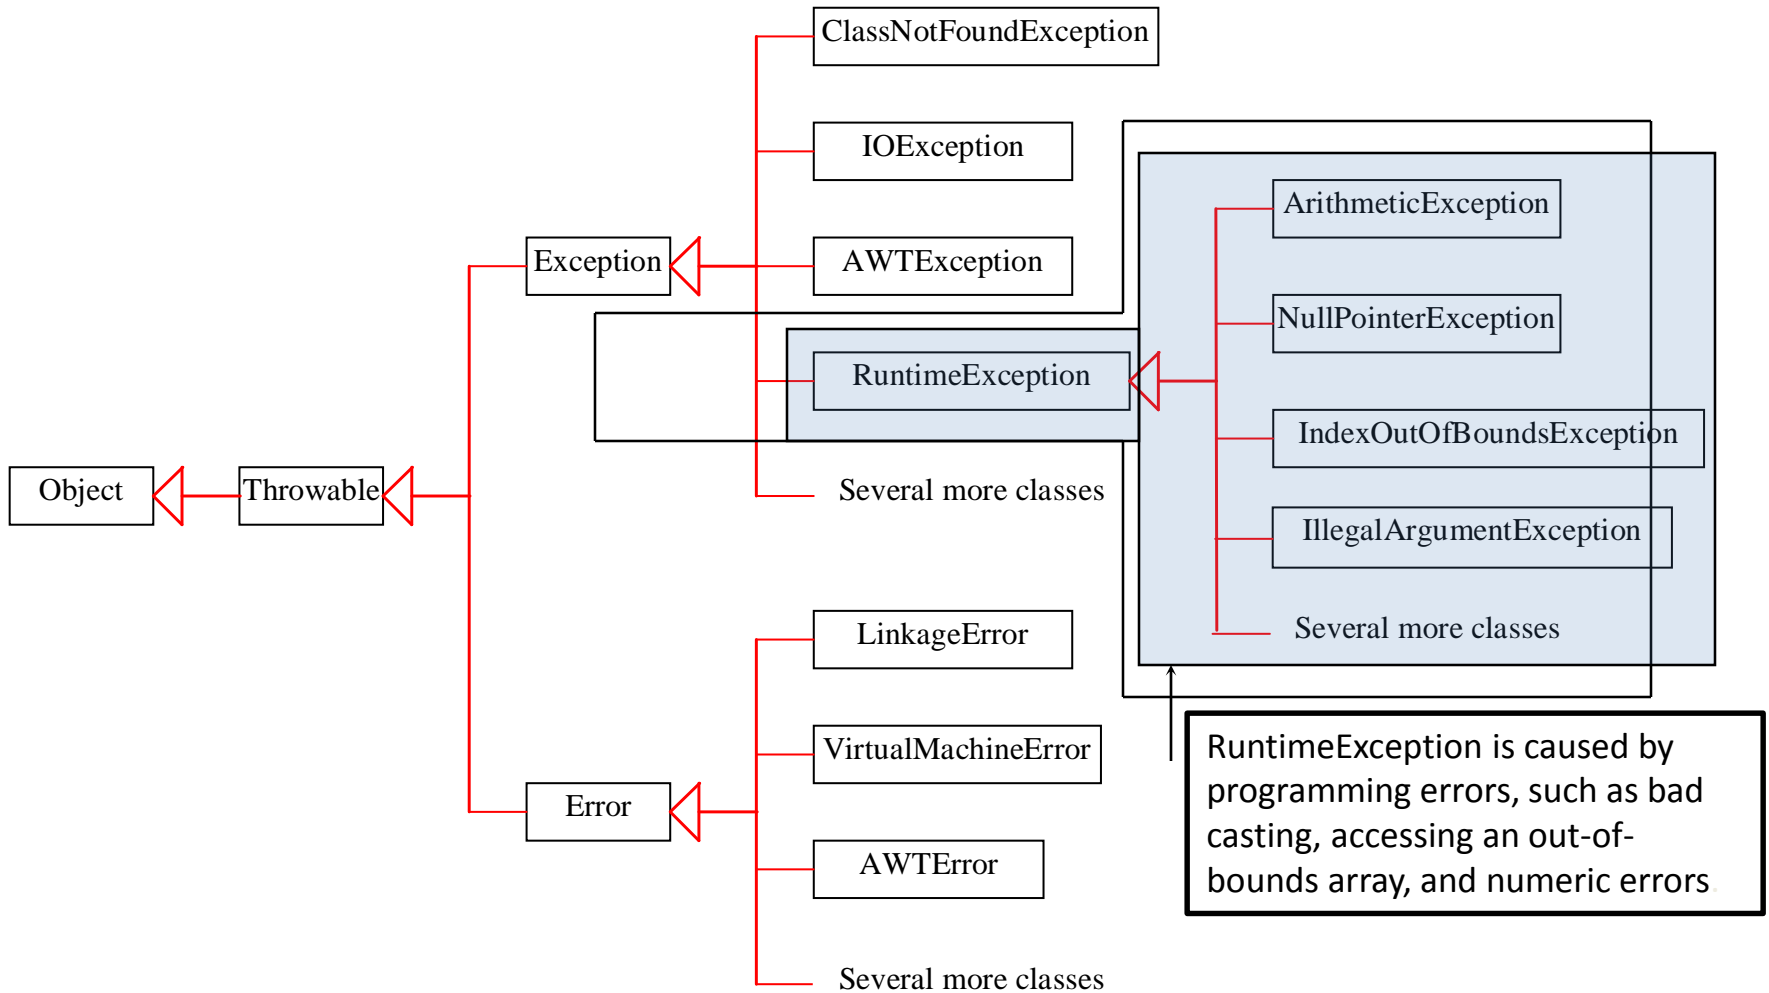 ClassNotFoundException
IOException
ArithmeticException
Exception
AWTException
NullPointerException
RuntimeException
IndexOutOfBoundsException
Object
Throwable
Several more classes
IllegalArgumentException
LinkageError
Several more classes
VirtualMachineError
RuntimeException is caused by
programming errors, such as bad
casting, accessing an out-of-
bounds array, and numeric errors.
Error
AWTError
Several more classes